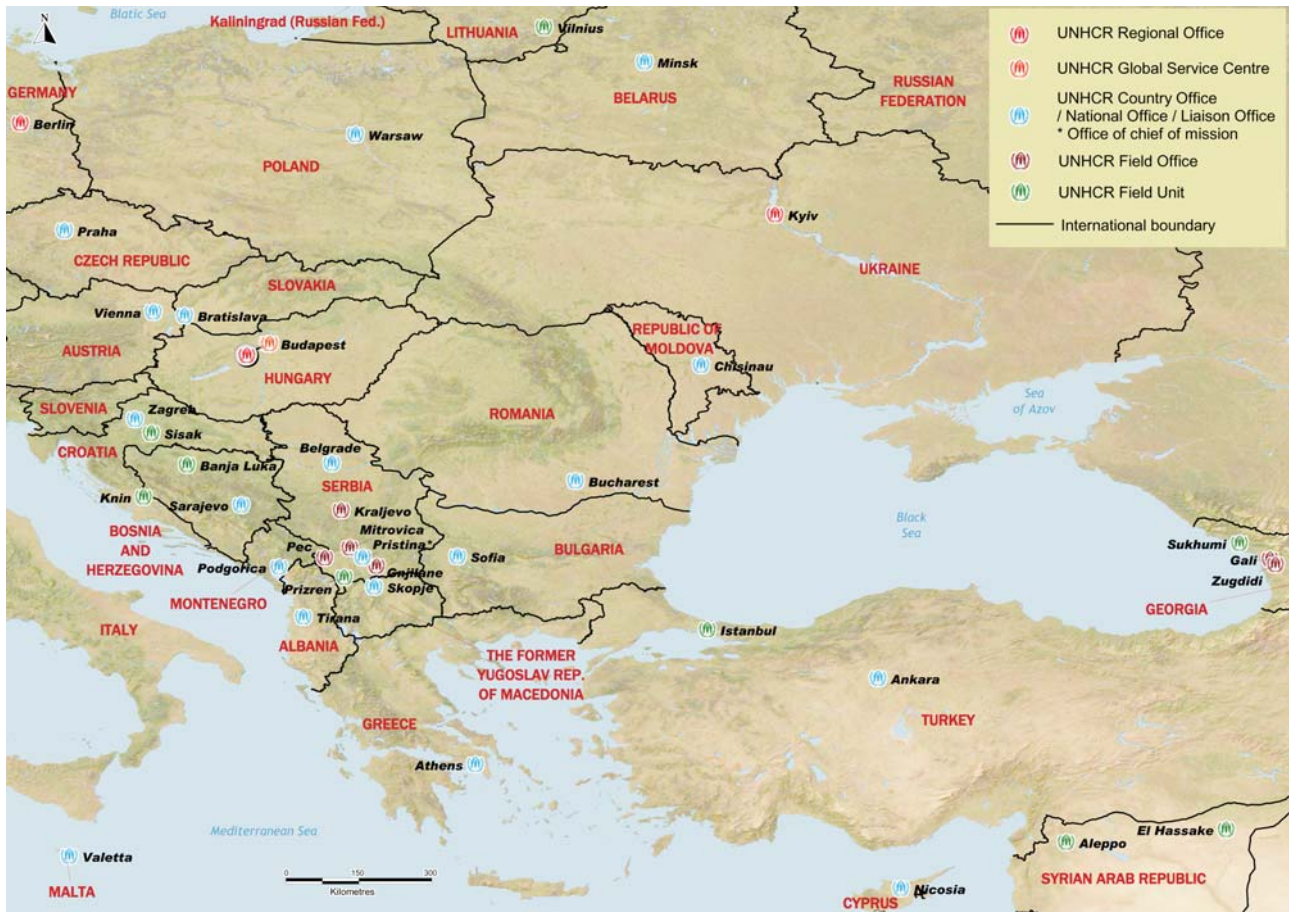 Blatic Sea
Kaliningrad (Russian Fed.)
LITHUANIA
Vilnius
UNHCR Regional Office
UNHCR Global Service Centre
UNHCR Country Office
/ National Office / Liaison Office
* Office of chief of mission
UNHCR Field Office
UNHCR Field Unit
International boundary
N
Minsk
BELARUS
RUSSIAN
FEDERATION
GERMANY
Berlin
Warsaw
POLAND
Kyiv
UKRAINE
Praha
CZECH REPUBLIC
SLOVAKIA
Vienna
Bratislava
AUSTRIA
Budapest
HUNGARY
REPUBLIC OF
MOLDOVA
Chisinau
SLOVENIA
Zagreb
Sisak
CROATIA
ROMANIA
Sea
of Azov
Belgrade
SERBIA
Banja Luka
Knin
Sarajevo
Bucharest
BOSNIA
AND
HERZEGOVINA
Kraljevo
Mitrovica
Pristina*
Pec
Gnjilane
Prizren
Skopje
Podgorica
MONTENEGRO
Sofia
BULGARIA
Black
Sea
Sukhumi
Gali
Zugdidi
GEORGIA
ITALY
Tirana
ALBANIA
THE FORMER
YUGOSLAV REP.
OF MACEDONIA
Istanbul
Ankara
TURKEY
GREECE
Athens
Mediterranean Sea
Valetta
MALTA
0 150 300
Kilometres
Nicosia
CYPRUS
Aleppo
El Hassake
SYRIAN ARAB REPUBLIC